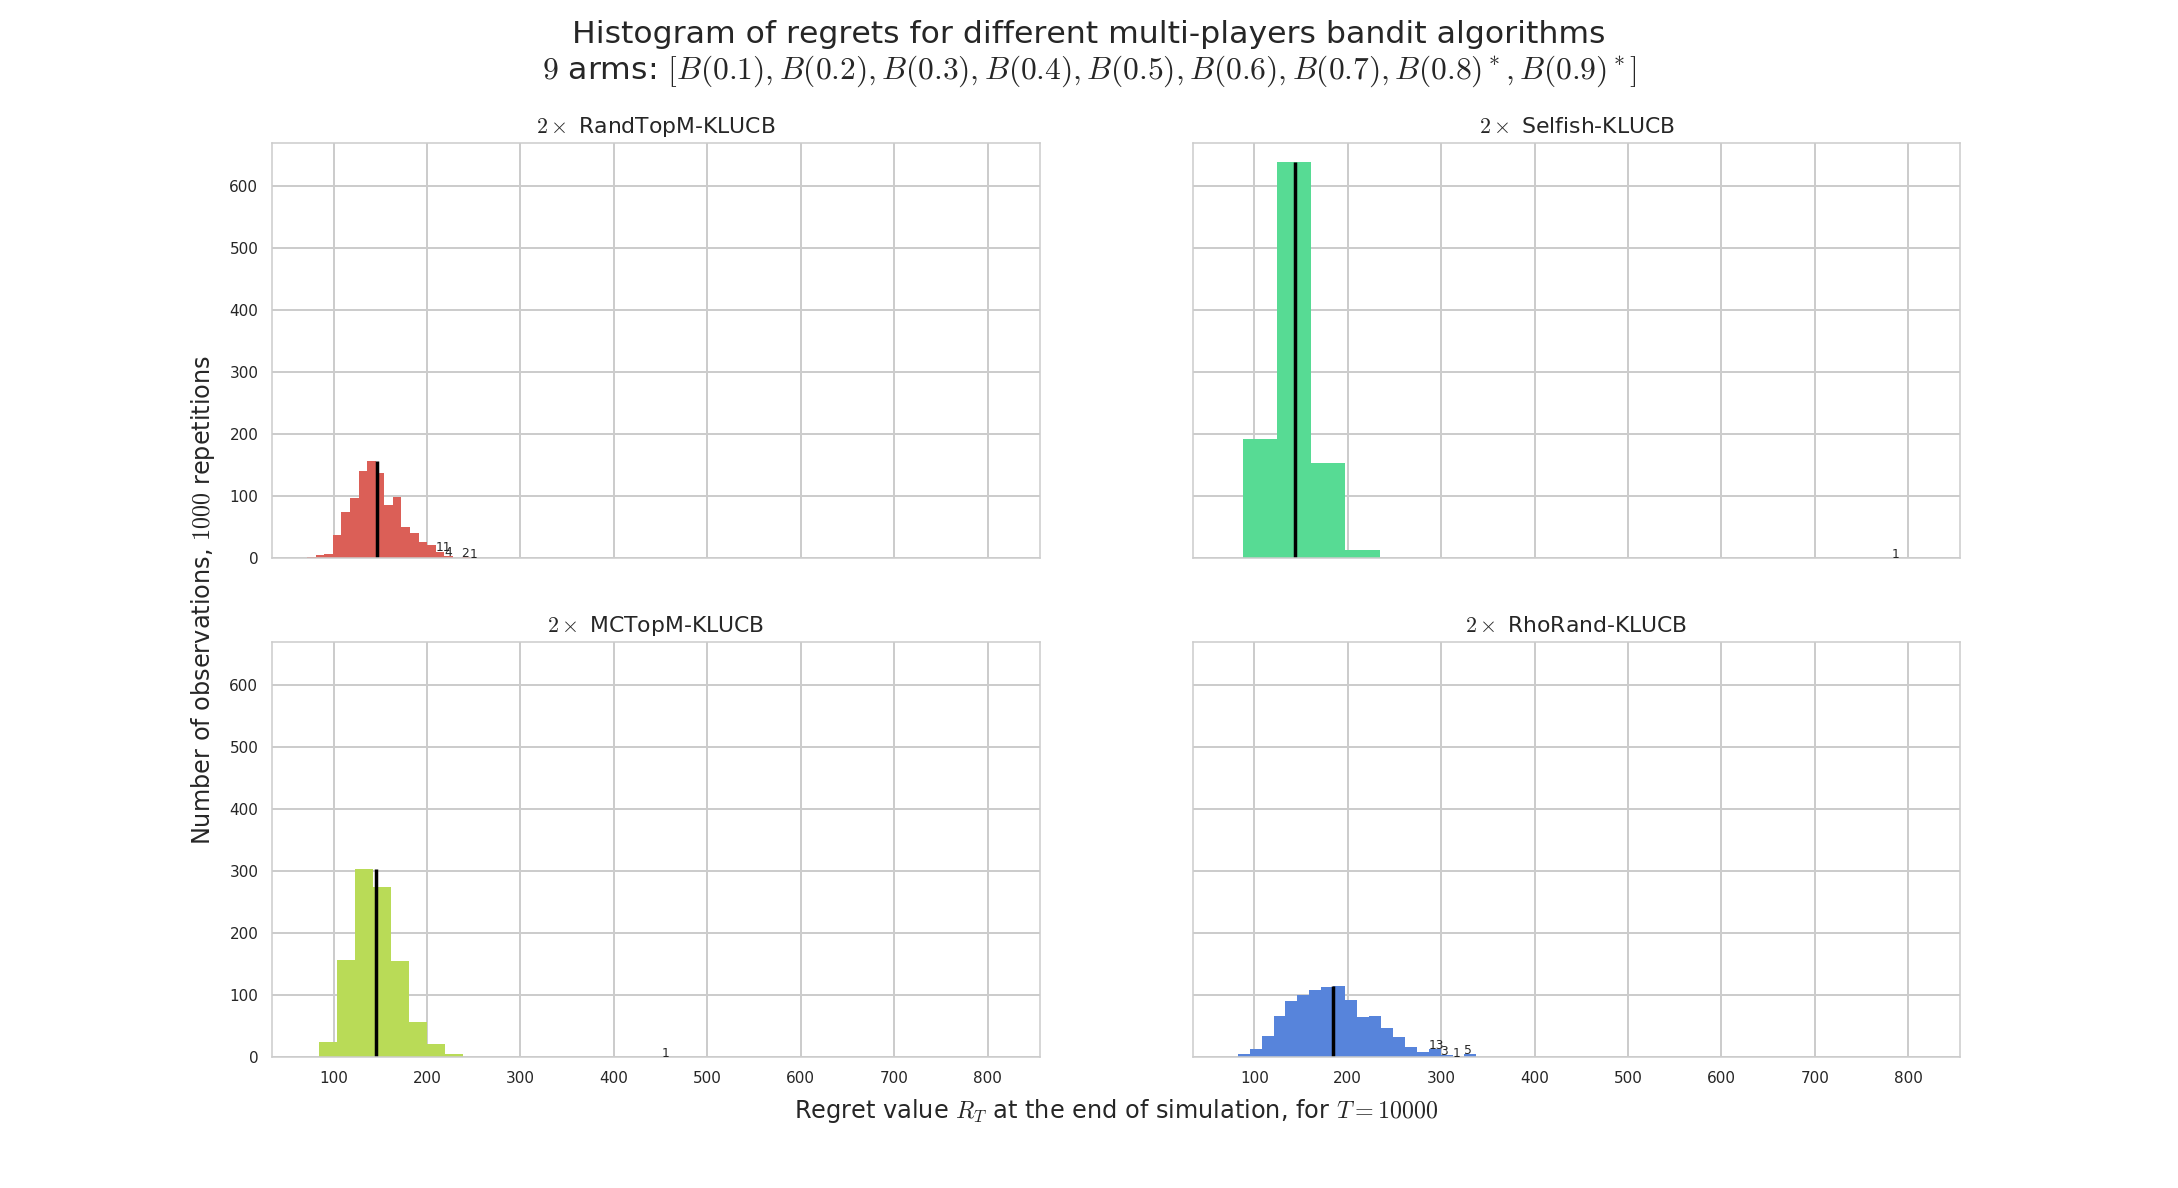 Histogram of regrets for different multi-players bandit algorithms
9 arms: [B(0.1), B(0.2), B(0.3), B(0.4), B(0.5), B(0.6), B(0.7), B(0.8)*, B(0.9)*]
2× RandTopM-KLUCB
600
500
400
300
200
100
0
11
4
2
1
2× Selfish-KLUCB
1
Number of observations, 1000 repetitions
2× MCTopM-KLUCB
600
500
400
300
200
100
0
1
100 200 300 400 500 600 700 800
2× RhoRand-KLUCB
13
3
1
5
100 200 300 400 500 600 700 800
Regret value R_T at the end of simulation, for T = 10000